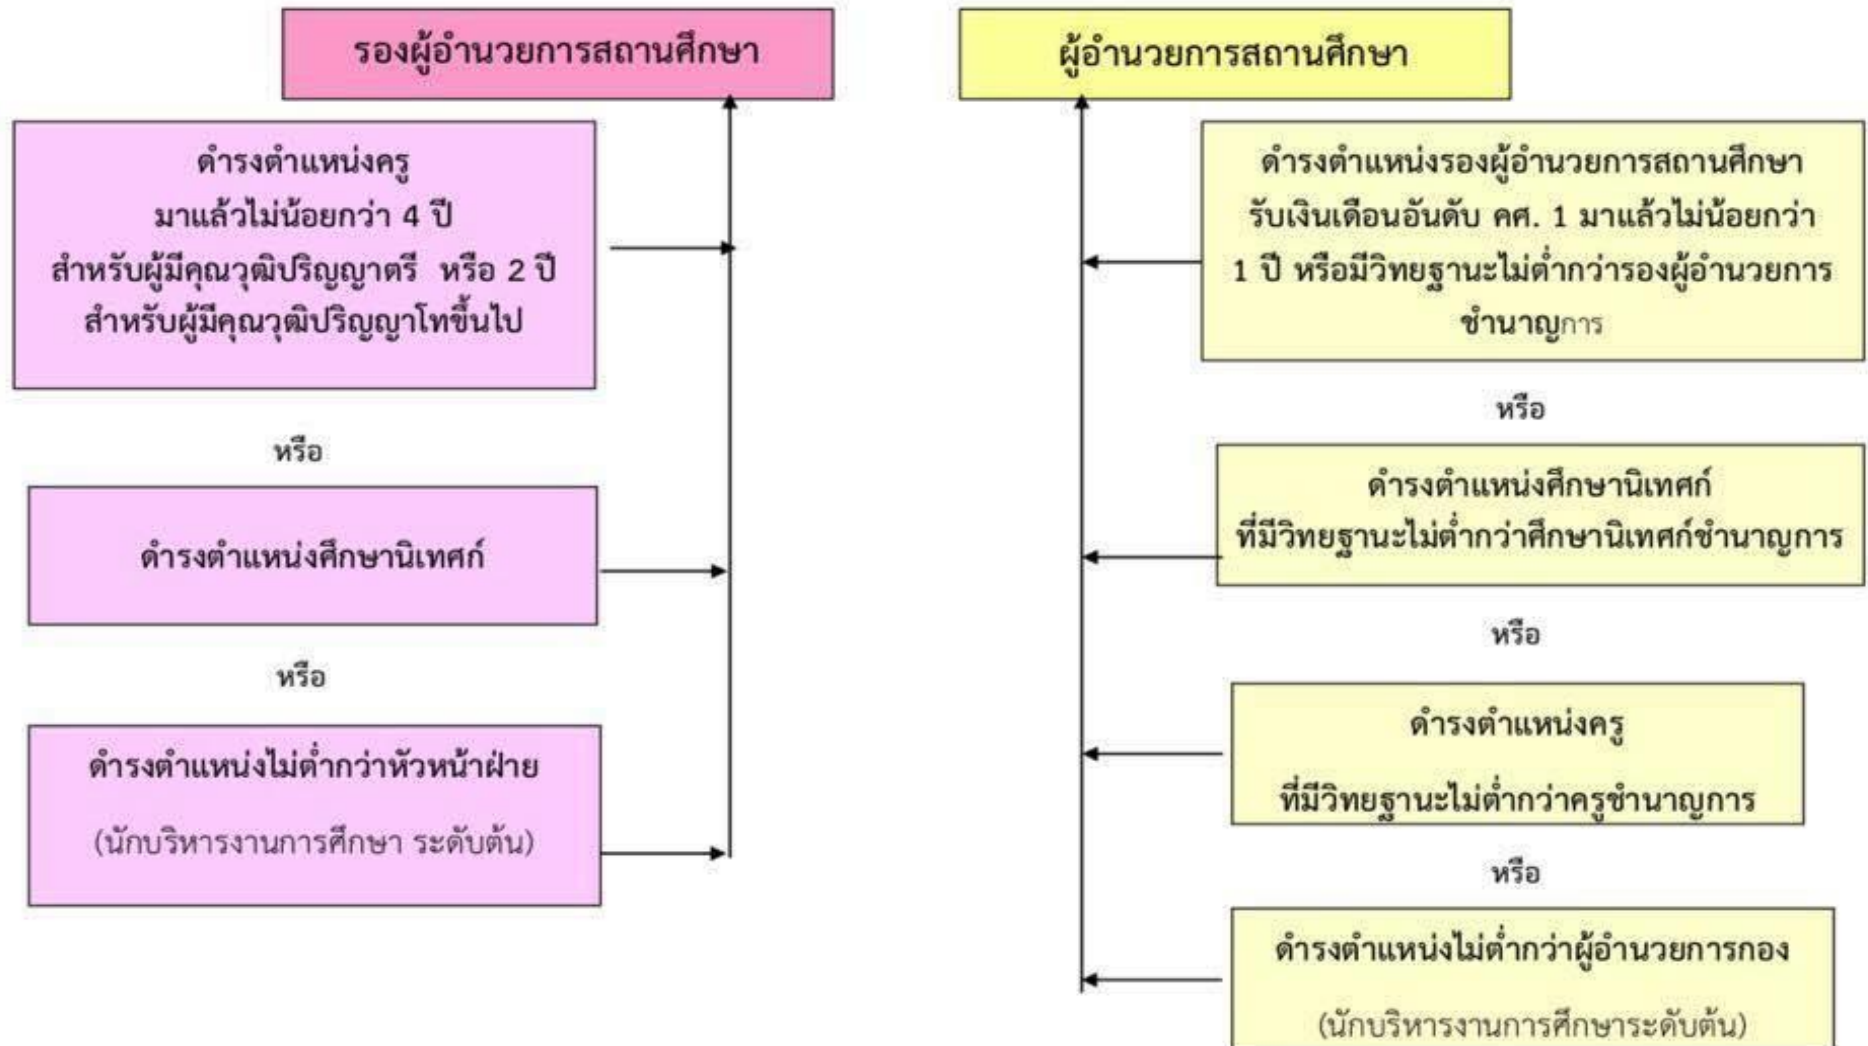 รองผู้อำนวยการสถานศึกษา
ดำรงตำแหน่งครู
มาแล้วไม่น้อยกว่า 4 ปี
สำหรับผู้มีคุณวุฒิปริญญาตรี หรือ 2 ปี
สำหรับผู้มีคุณวุฒิปริญญาโทขึ้นไป
หรือ
ดำรงตำแหน่งศึกษานิเทศก์
หรือ
ดำรงตำแหน่งไม่ต่ำกว่าหัวหน้าฝ่าย
(นักบริหารงานการศึกษา ระดับต้น)
ผู้อำนวยการสถานศึกษา
ดำรงตำแหน่งรองผู้อำนวยการสถานศึกษา
รับเงินเดือนอันดับ คศ. 1 มาแล้วไม่น้อยกว่า
1 ปี หรือมีวิทยฐานะไม่ต่ำกว่ารองผู้อำนวยการ
ชำนาญการ
หรือ
ดำรงตำแหน่งศึกษานิเทศก์
ที่มีวิทยฐานะไม่ต่ำกว่าศึกษานิเทศก์ชำนาญการ
หรือ
ดำรงตำแหน่งครู
ที่มีวิทยฐานะไม่ต่ำกว่าครูชำนาญการ
หรือ
ดำรงตำแหน่งไม่ต่ำกว่าผู้อำนวยการกอง
(นักบริหารงานการศึกษาระดับต้น)